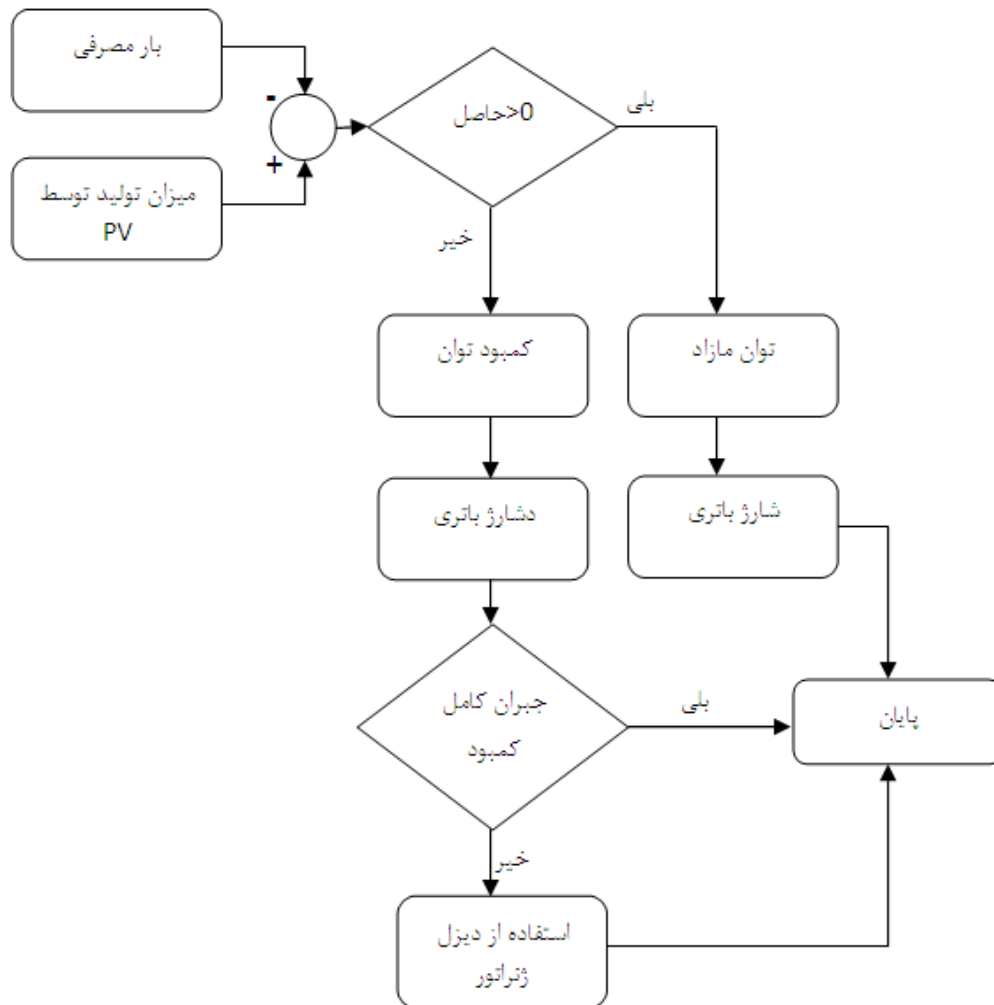 بار مصرفی
-
+
میزان تولید توسط
PV
حاصل>0
بلی
خیر
کمبود توان
توان مازاد
دشارژ باتری
شارژ باتری
جبران کامل
کمبود
بلی
پایان
خیر
استفاده از دیزل
ژنراتور